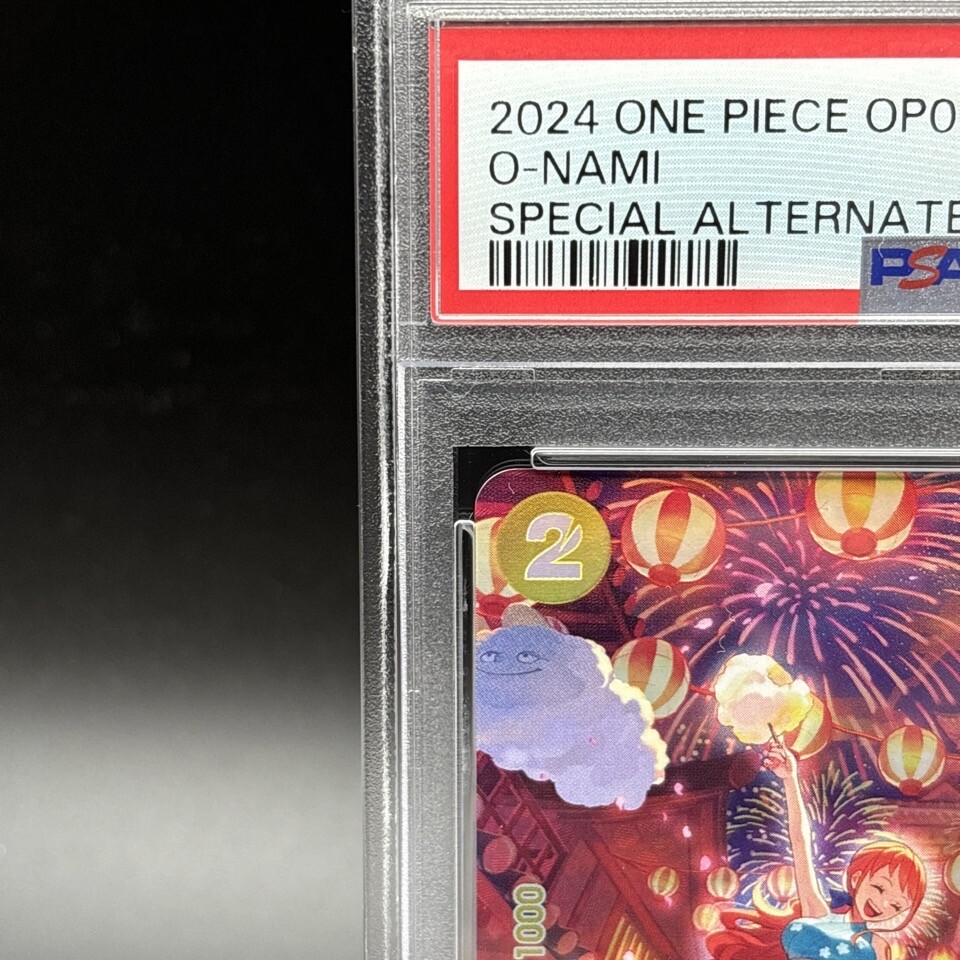 2024 ONE PIECE OP0
O-NAMI
SPECIAL ALTERNATE
PSA
2
1000